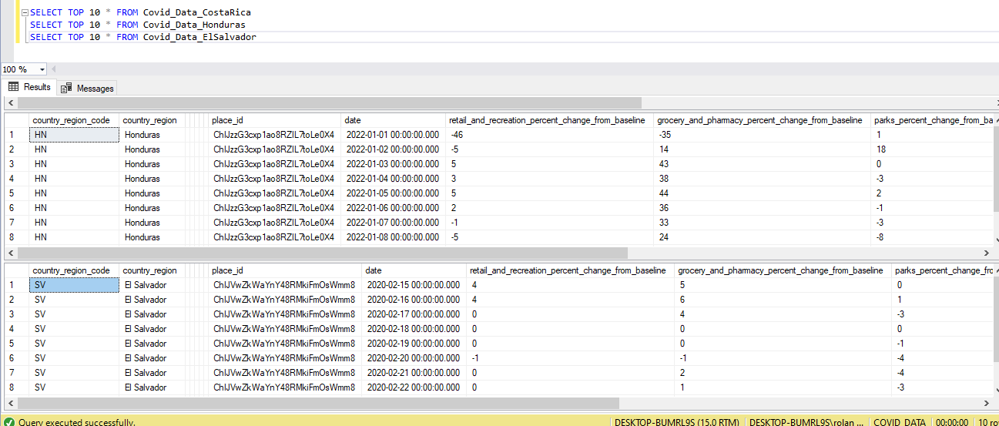 SELECT TOP 10 * FROM Covid_Data_CostaRica
SELECT TOP 10 * FROM Covid_Data_Honduras
SELECT TOP 10 * FROM Covid_Data_ElSalvador
100 %
Results Messages
country_region_code country_region place_id date retail_and_recreation_percent_change_from_baseline grocery_and_pharmacy_percent_change_from_baseline parks_percent_change_from_ba
1 HN Honduras ChIJzzG3cxp1ao8RZIL7toLe0X4 2022-01-01 00:00:00.000 -46 -35 1
2 HN Honduras ChIJzzG3cxp1ao8RZIL7toLe0X4 2022-01-02 00:00:00.000 -5 14 18
3 HN Honduras ChIJzzG3cxp1ao8RZIL7toLe0X4 2022-01-03 00:00:00.000 5 43 0
4 HN Honduras ChIJzzG3cxp1ao8RZIL7toLe0X4 2022-01-04 00:00:00.000 3 38 -3
5 HN Honduras ChIJzzG3cxp1ao8RZIL7toLe0X4 2022-01-05 00:00:00.000 5 44 2
6 HN Honduras ChIJzzG3cxp1ao8RZIL7toLe0X4 2022-01-06 00:00:00.000 2 36 -1
7 HN Honduras ChIJzzG3cxp1ao8RZIL7toLe0X4 2022-01-07 00:00:00.000 -1 33 -3
8 HN Honduras ChIJzzG3cxp1ao8RZIL7toLe0X4 2022-01-08 00:00:00.000 -5 24 -8
country_region_code country_region place_id date retail_and_recreation_percent_change_from_baseline grocery_and_pharmacy_percent_change_from_baseline parks_percent_change_fro
1 SV El Salvador ChIJVwZkWaYnY48RMkiFmOsWmm8 2020-02-15 00:00:00.000 4 5 0
2 SV El Salvador ChIJVwZkWaYnY48RMkiFmOsWmm8 2020-02-16 00:00:00.000 4 6 1
3 SV El Salvador ChIJVwZkWaYnY48RMkiFmOsWmm8 2020-02-17 00:00:00.000 0 4 -3
4 SV El Salvador ChIJVwZkWaYnY48RMkiFmOsWmm8 2020-02-18 00:00:00.000 0 0 0
5 SV El Salvador ChIJVwZkWaYnY48RMkiFmOsWmm8 2020-02-19 00:00:00.000 0 0 -1
6 SV El Salvador ChIJVwZkWaYnY48RMkiFmOsWmm8 2020-02-20 00:00:00.000 -1 -1 -4
7 SV El Salvador ChIJVwZkWaYnY48RMkiFmOsWmm8 2020-02-21 00:00:00.000 0 2 -4
8 SV El Salvador ChIJVwZkWaYnY48RMkiFmOsWmm8 2020-02-22 00:00:00.000 0 1 -3
Query executed successfully. DESKTOP-BUMRL9S (15.0 RTM) DESKTOP-BUMRL9S\rolan ... COVID_DATA 00:00:00 10 ro